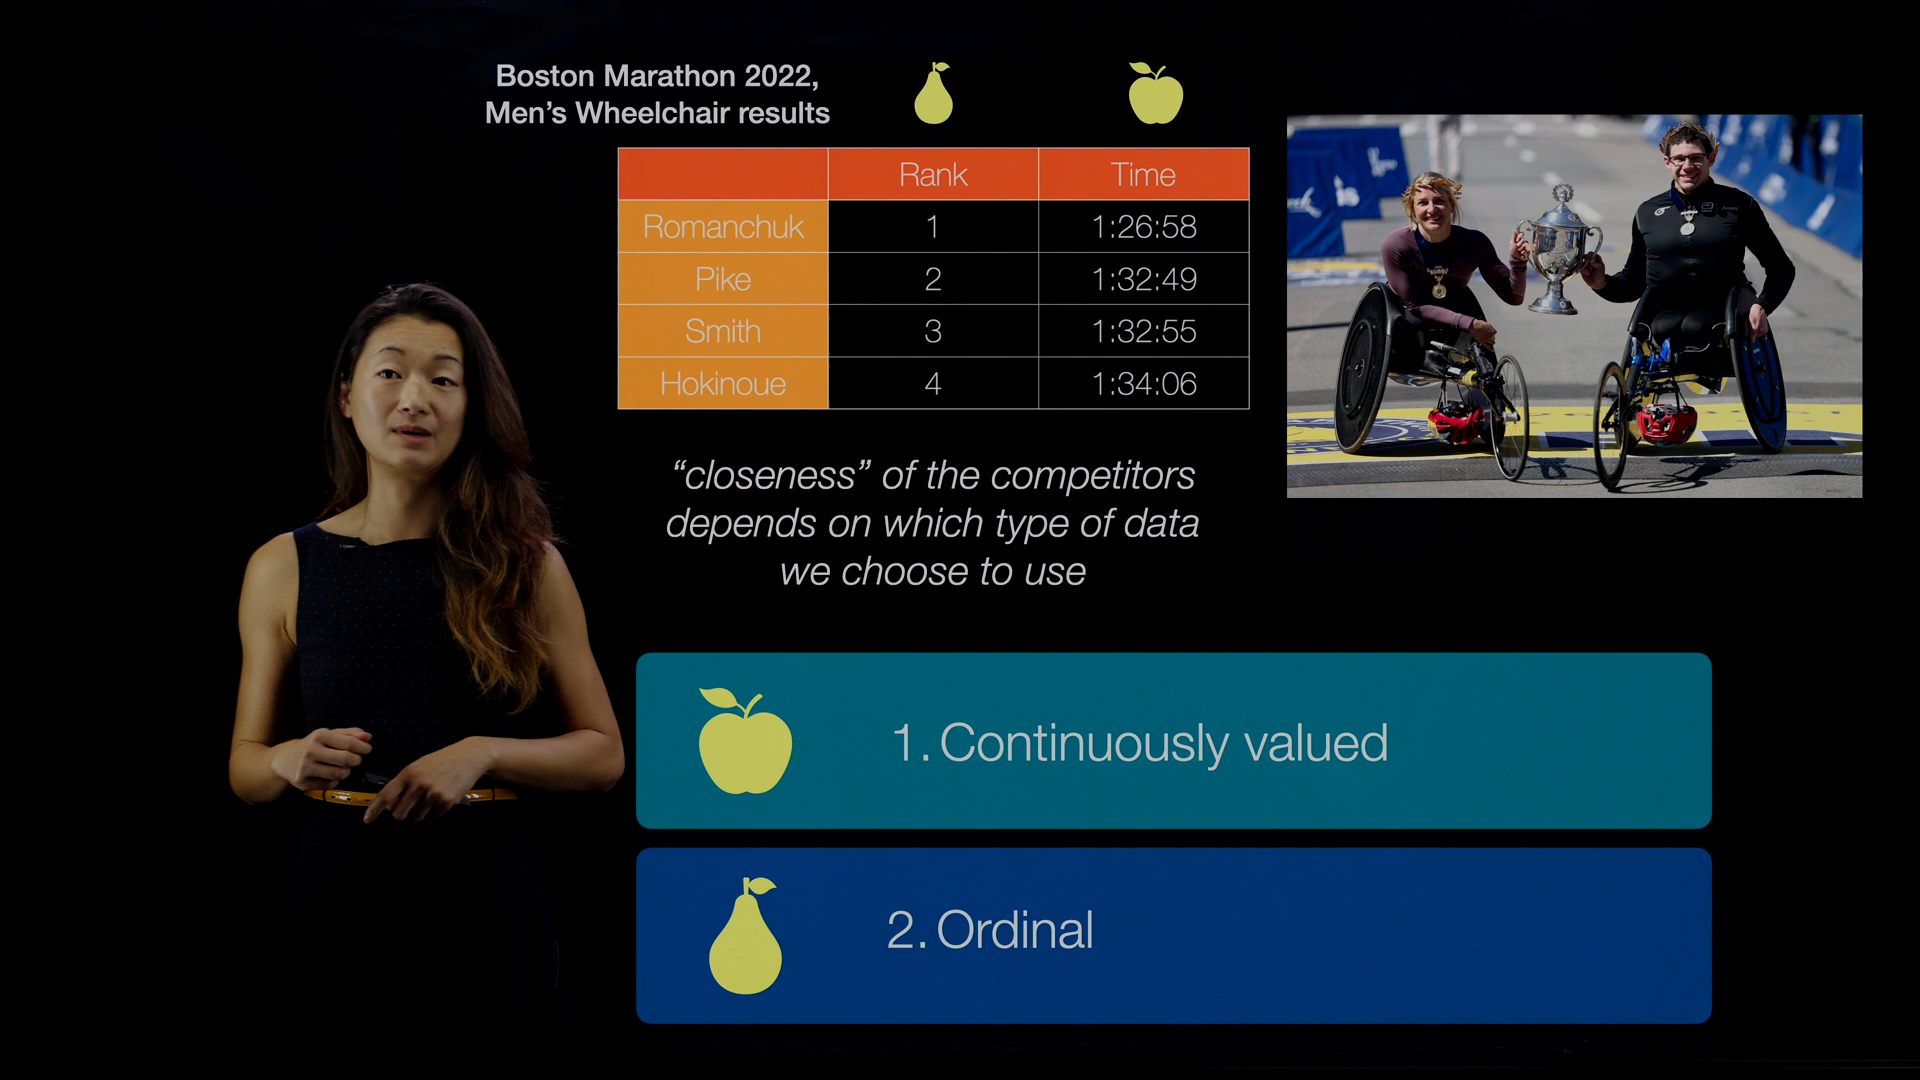 Boston Marathon 2022,
Men's Wheelchair results
Rank Time
Romanchuk 1 1:26:58
Pike 2 1:32:49
Smith 3 1:32:55
Hokinoue 4 1:34:06
“closeness” of the competitors
depends on which type of data
we choose to use
1. Continuously valued
2. Ordinal